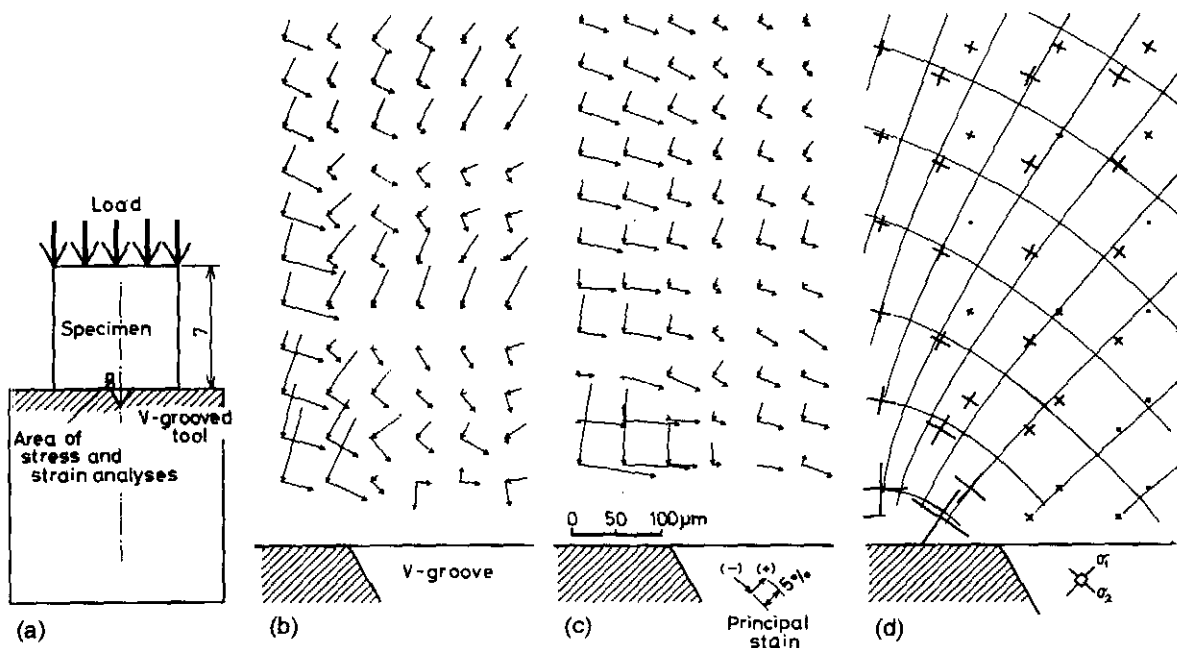 Load
7
Specimen
V-grooved
tool
Area of
stress and
strain analyses
(a)
V-groove
(b)
0 50 100μm
(-) (+)
5%
Principal
stain
(c)
σ1
σ2
(d)